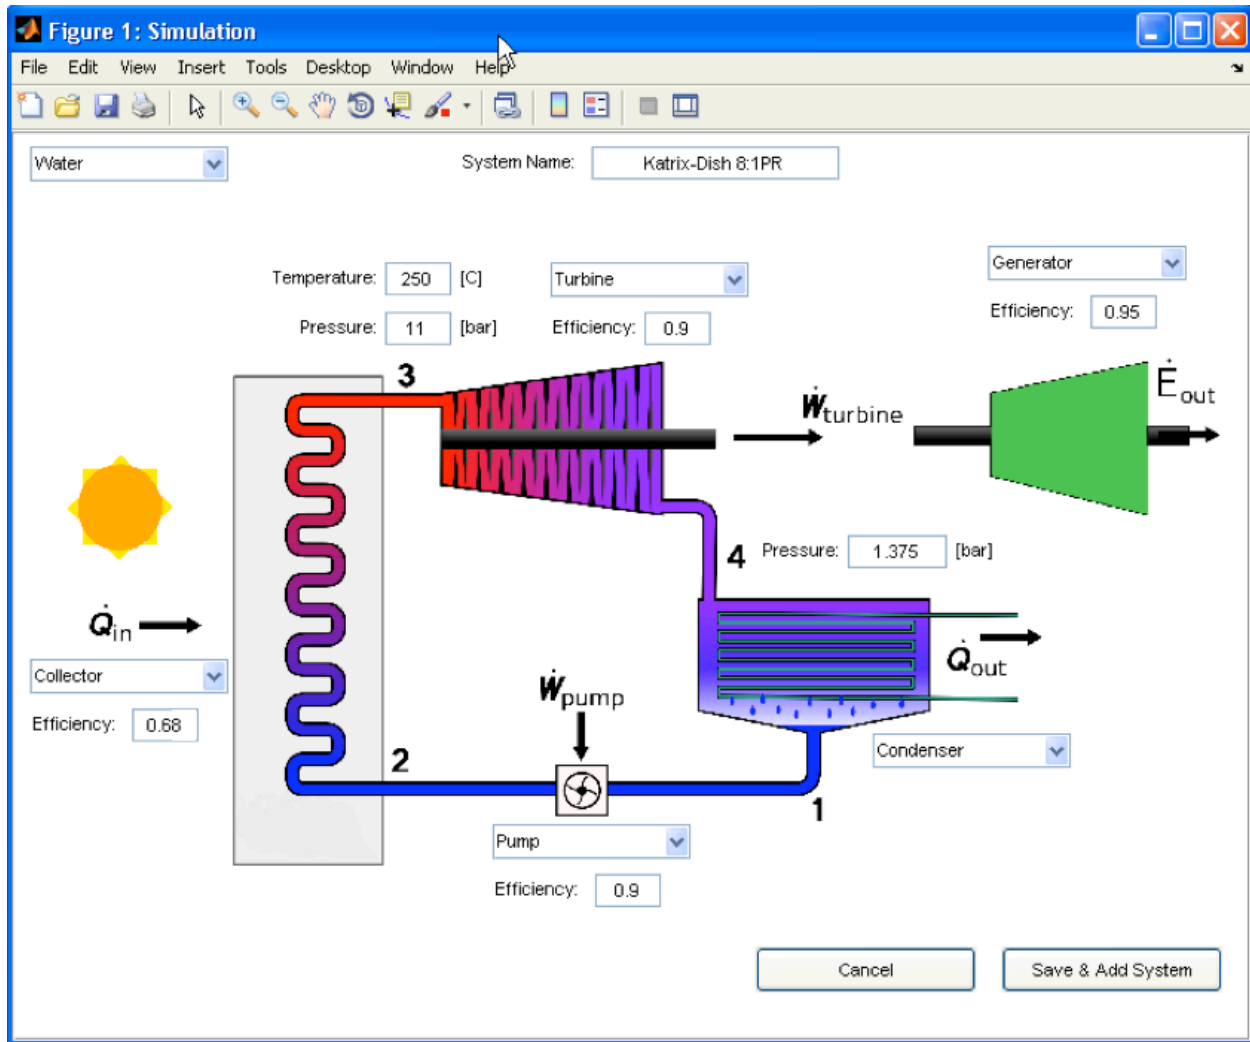 Figure 1: Simulation
File Edit View Insert Tools Desktop Window Help
Water
System Name: Katrix-Dish 8:1PR
Temperature: 250 [C]
Turbine
Generator
Pressure: 11 [bar]
Efficiency: 0.9
Efficiency: 0.95
3
Ẇturbine
Ėout
4 Pressure: 1.375 [bar]
Q̇in
Q̇out
Collector
Ẇpump
Efficiency: 0.68
Condenser
2
1
Pump
Efficiency: 0.9
Cancel
Save & Add System